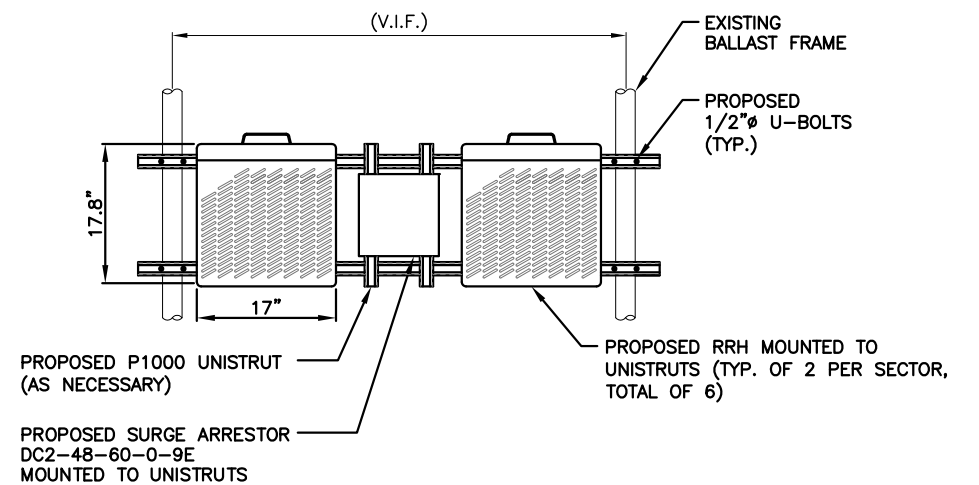 (V.I.F.)
EXISTING
BALLAST FRAME
PROPOSED
1/2"ø U-BOLTS
(TYP.)
17.8"
17"
PROPOSED P1000 UNISTRUT
(AS NECESSARY)
PROPOSED RRH MOUNTED TO
UNISTRUTS (TYP. OF 2 PER SECTOR,
TOTAL OF 6)
PROPOSED SURGE ARRESTOR
DC2-48-60-0-9E
MOUNTED TO UNISTRUTS